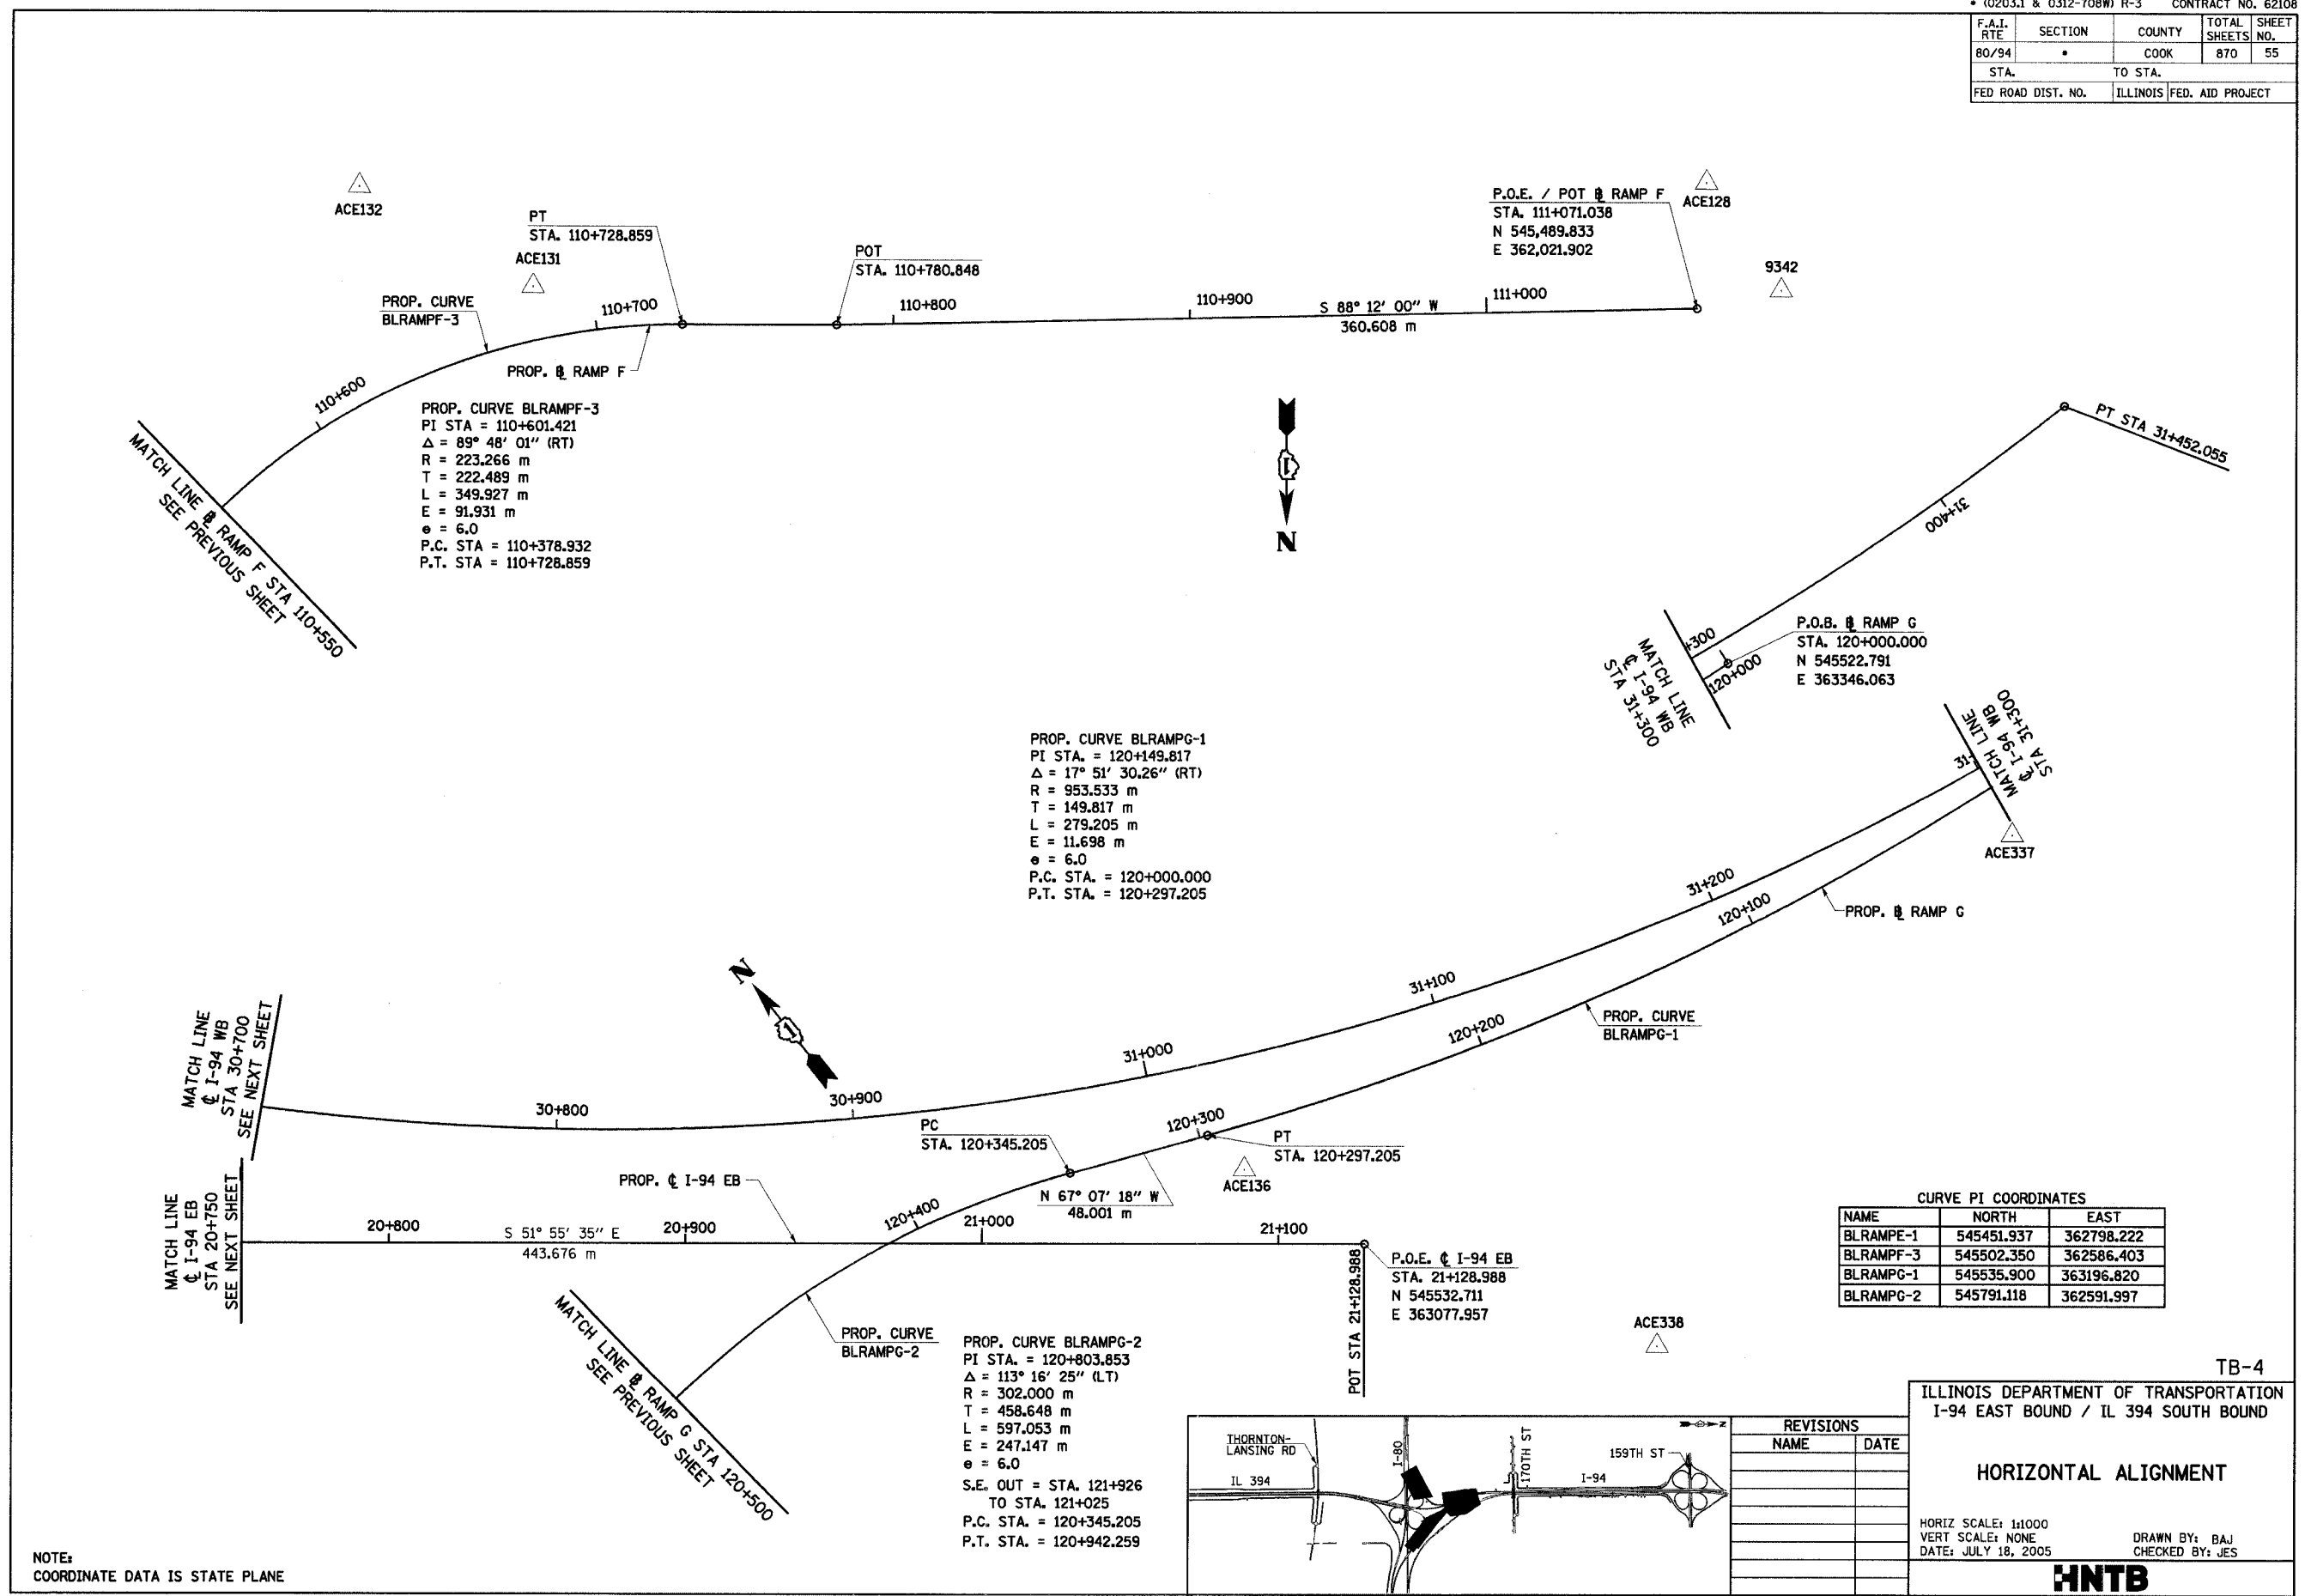 • (0203.1 & 0312-708W) R-3 CONTRACT NO. 62108
F.A.I. RTE SECTION COUNTY TOTAL SHEETS SHEET NO.
80/94 • COOK 870 55
STA. TO STA.
FED ROAD DIST. NO. ILLINOIS FED. AID PROJECT
ACE132
PT
STA. 110+728.859
ACE131
POT
STA. 110+780.848
P.O.E. / POT ℄ RAMP F
STA. 111+071.038
N 545,489.833
E 362,021.902
ACE128
9342
PROP. CURVE
BLRAMPF-3
110+600
110+700
110+800
110+900
S 88° 12' 00" W
360.608 m
111+000
PROP. ℄ RAMP F
PROP. CURVE BLRAMPF-3
PI STA = 110+601.421
Δ = 89° 48' 01" (RT)
R = 223.266 m
T = 222.489 m
L = 349.927 m
E = 91.931 m
e = 6.0
P.C. STA = 110+378.932
P.T. STA = 110+728.859
MATCH LINE ℄ RAMP F STA 110+550
SEE PREVIOUS SHEET
N
PT STA 31+452.055
31+400
+300
120+000
MATCH LINE
℄ I-94 WB
STA 31+300
P.O.B. ℄ RAMP G
STA. 120+000.000
N 545522.791
E 363346.063
MATCH LINE
℄ I-94 WB
STA 31+300
31+
ACE337
PROP. CURVE BLRAMPG-1
PI STA. = 120+149.817
Δ = 17° 51' 30.26" (RT)
R = 953.533 m
T = 149.817 m
L = 279.205 m
E = 11.698 m
e = 6.0
P.C. STA. = 120+000.000
P.T. STA. = 120+297.205
31+200
120+100
PROP. ℄ RAMP G
N
31+100
120+200
PROP. CURVE
BLRAMPG-1
31+000
30+900
30+800
MATCH LINE
℄ I-94 WB
STA 30+700
SEE NEXT SHEET
PC
STA. 120+345.205
120+300
PT
STA. 120+297.205
ACE136
N 67° 07' 18" W
48.001 m
PROP. ℄ I-94 EB
MATCH LINE
℄ I-94 EB
STA 20+750
SEE NEXT SHEET
20+800
S 51° 55' 35" E
443.676 m
20+900
120+400
21+000
21+100
POT STA 21+128.988
P.O.E. ℄ I-94 EB
STA. 21+128.988
N 545532.711
E 363077.957
CURVE PI COORDINATES
NAME NORTH EAST
BLRAMPE-1 545451.937 362798.222
BLRAMPF-3 545502.350 362586.403
BLRAMPG-1 545535.900 363196.820
BLRAMPG-2 545791.118 362591.997
MATCH LINE ℄ RAMP G STA 120+500
SEE PREVIOUS SHEET
PROP. CURVE
BLRAMPG-2
PROP. CURVE BLRAMPG-2
PI STA. = 120+803.853
Δ = 113° 16' 25" (LT)
R = 302.000 m
T = 458.648 m
L = 597.053 m
E = 247.147 m
e = 6.0
S.E. OUT = STA. 121+926
TO STA. 121+025
P.C. STA. = 120+345.205
P.T. STA. = 120+942.259
ACE338
TB-4
THORNTON-
LANSING RD
IL 394
I-80
170TH ST
I-94
159TH ST
Z
REVISIONS
NAME DATE
ILLINOIS DEPARTMENT OF TRANSPORTATION
I-94 EAST BOUND / IL 394 SOUTH BOUND
HORIZONTAL ALIGNMENT
HORIZ SCALE: 1:1000
VERT SCALE: NONE
DATE: JULY 18, 2005
DRAWN BY: BAJ
CHECKED BY: JES
HNTB
NOTE:
COORDINATE DATA IS STATE PLANE